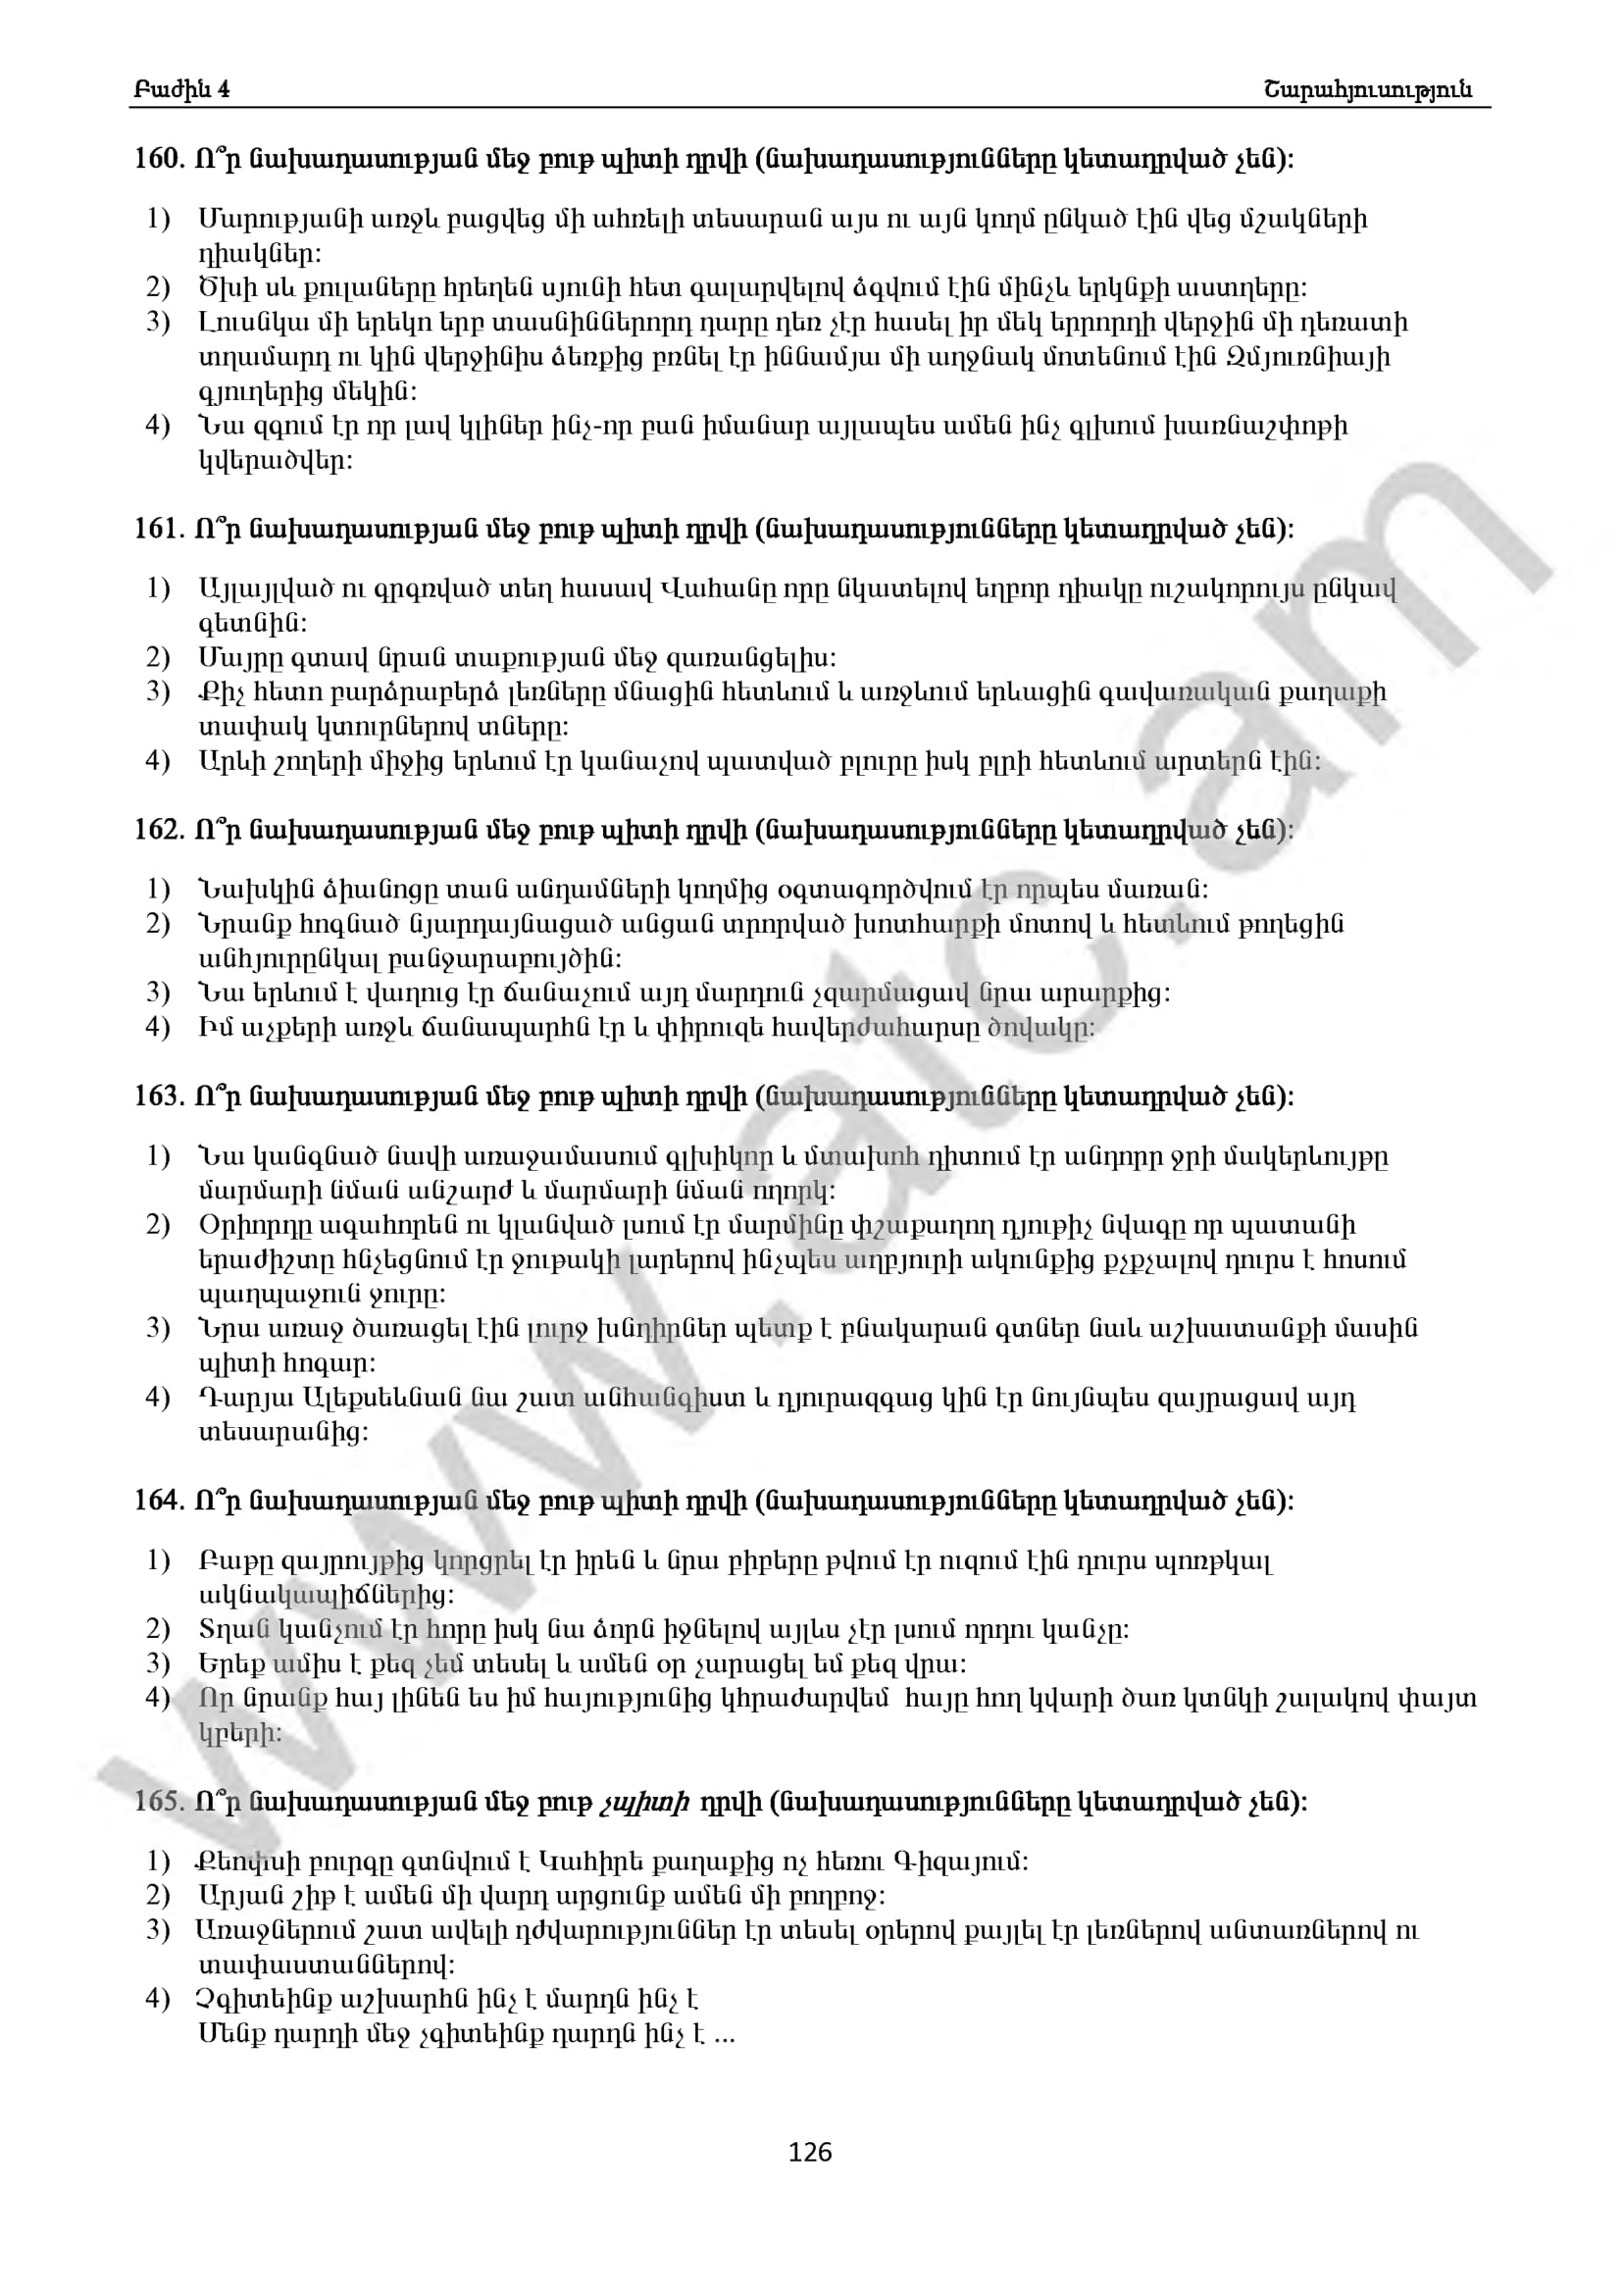 Բաժին 4 Շարահյուսություն
160. Ո՞ր նախադասության մեջ բութ պիտի դրվի (նախադասությունները կետադրված չեն):
1) Մարությանի առջև բացվեց մի ահռելի տեսարան այս ու այն կողմ ընկած էին վեց մշակների
դիակներ:
2) Ծխի սև քուլաները հրեղեն սյունի հետ գալարվելով ձգվում էին մինչև երկնքի աստղերը:
3) Լուսնկա մի երեկո երբ տասնիններորդ դարը դեռ չէր հասել իր մեկ երրորդի վերջին մի դեռատի
տղամարդ ու կին վերջինիս ձեռքից բռնել էր իննամյա մի աղջնակ մոտենում էին Զմյուռնիայի
գյուղերից մեկին:
4) Նա զգում էր որ լավ կլիներ ինչ-որ բան իմանար այլապես ամեն ինչ գլխում խառնաշփոթի
կվերածվեր:
161. Ո՞ր նախադասության մեջ բութ պիտի դրվի (նախադասությունները կետադրված չեն):
1) Այլայլված ու գրգռված տեղ հասավ Վահանը որը նկատելով եղբոր դիակը ուշակորույս ընկավ
գետնին:
2) Մայրը գտավ նրան տաքության մեջ զառանցելիս:
3) Քիչ հետո բարձրաբերձ լեռները մնացին հետևում և առջևում երևացին գավառական քաղաքի
տափակ կտուրներով տները:
4) Արևի շողերի միջից երևում էր կանաչով պատված բլուրը իսկ բլրի հետևում արտերն էին:
162. Ո՞ր նախադասության մեջ բութ պիտի դրվի (նախադասությունները կետադրված չեն):
1) Նախկին ձիանոցը տան անդամների կողմից օգտագործվում էր որպես մառան:
2) Նրանք հոգնած նյարդայնացած անցան տրորված խոտհարքի մոտով և հետևում թողեցին
անհյուրընկալ բանջարաբույծին:
3) Նա երևում է վաղուց էր ճանաչում այդ մարդուն չզարմացավ նրա արարքից:
4) Իմ աչքերի առջև ճանապարհն էր և փիրուզե հավերժահարսը ծովակը:
163. Ո՞ր նախադասության մեջ բութ պիտի դրվի (նախադասությունները կետադրված չեն):
1) Նա կանգնած նավի առաջամասում գլխիկոր և մտախոհ դիտում էր անդորր ջրի մակերևույթը
մարմարի նման անշարժ և մարմարի նման ողորկ:
2) Օրիորդը ագահորեն ու կլանված լսում էր մարմինը փշաքաղող դյութիչ նվագը որ պատանի
երաժիշտը հնչեցնում էր ջութակի լարերով ինչպես աղբյուրի ակունքից քչքչալով դուրս է հոսում
պաղպաջուն ջուրը:
3) Նրա առաջ ծառացել էին լուրջ խնդիրներ պետք է բնակարան գտներ նաև աշխատանքի մասին
պիտի հոգար:
4) Դարյա Ալեքսեևնան նա շատ անհանգիստ և դյուրազգաց կին էր նույնպես զայրացավ այդ
տեսարանից:
164. Ո՞ր նախադասության մեջ բութ պիտի դրվի (նախադասությունները կետադրված չեն):
1) Բաթը զայրույթից կորցրել էր իրեն և նրա բիբերը թվում էր ուզում էին դուրս պոռթկալ
ակնակապիճներից:
2) Տղան կանչում էր հորը իսկ նա ձորն իջնելով այլևս չէր լսում որդու կանչը:
3) Երեք ամիս է քեզ չեմ տեսել և ամեն օր չարացել եմ քեզ վրա:
4) Որ նրանք հայ լինեն ես իմ հայությունից կհրաժարվեմ հայը հող կվարի ծառ կտնկի շալակով փայտ
կբերի:
165. Ո՞ր նախադասության մեջ բութ չպիտի դրվի (նախադասությունները կետադրված չեն):
1) Քեոփսի բուրգը գտնվում է Կահիրե քաղաքից ոչ հեռու Գիզայում:
2) Արյան շիթ է ամեն մի վարդ արցունք ամեն մի բողբոջ:
3) Առաջներում շատ ավելի դժվարություններ էր տեսել օրերով քայլել էր լեռներով անտառներով ու
տափաստաններով:
4) Չգիտեինք աշխարհն ինչ է մարդն ինչ է
Մենք դարդի մեջ չգիտեինք դարդն ինչ է ...
126
www.atc.am